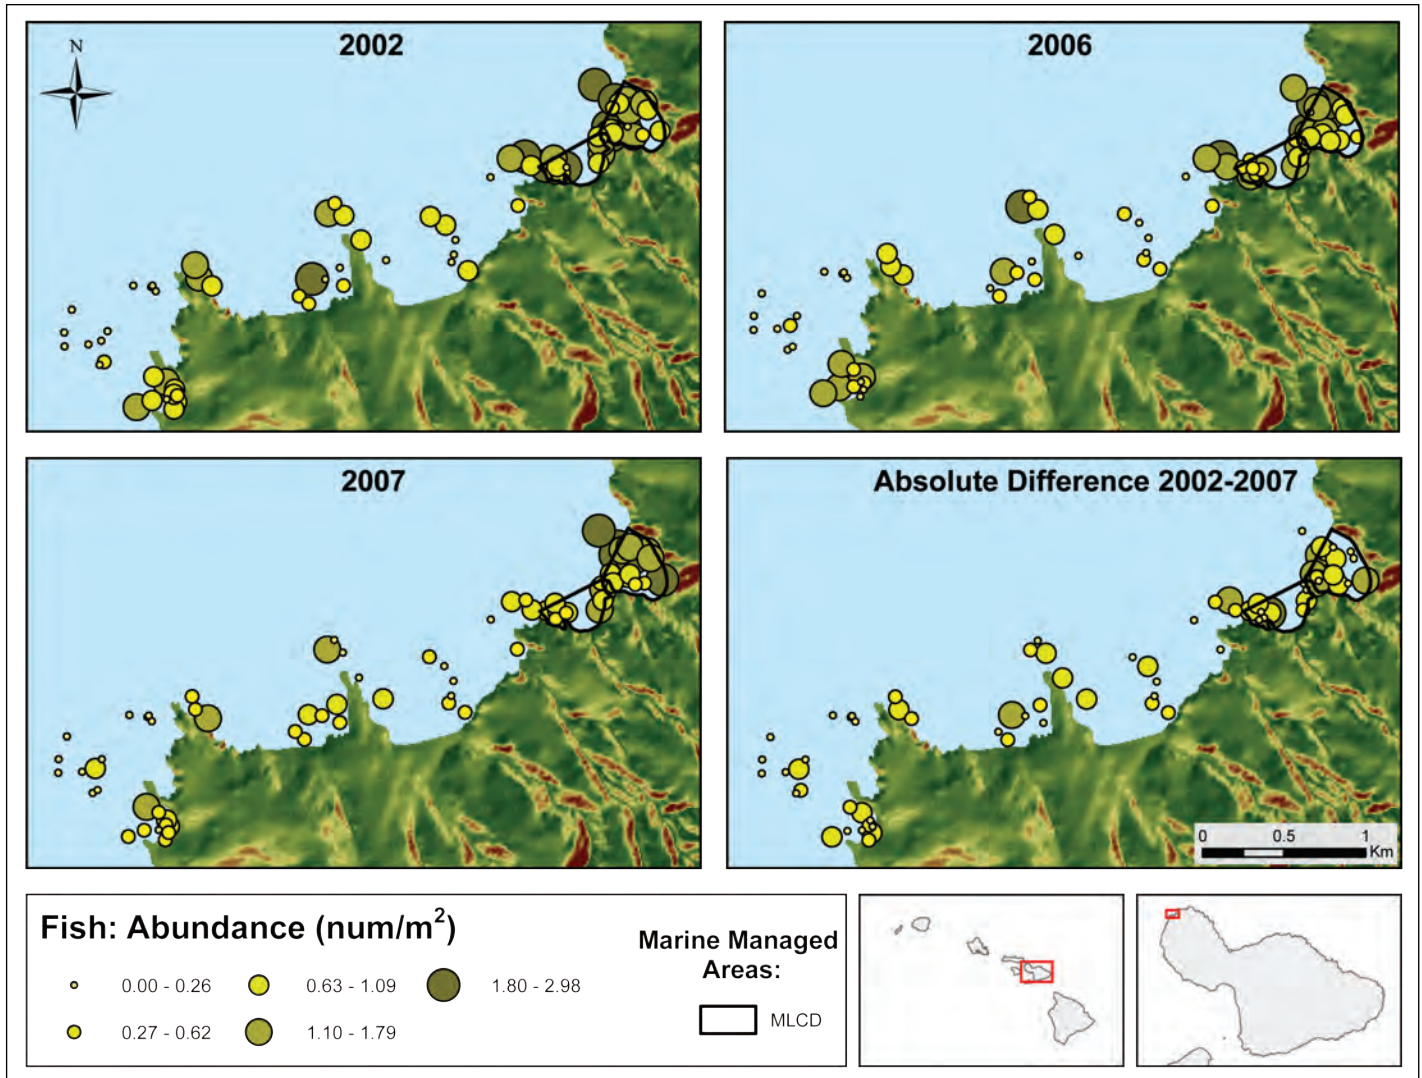 2002
N
2006
2007
Absolute Difference 2002-2007
0 0.5 1
Km
Fish: Abundance (num/m²)
0.00 - 0.26
0.63 - 1.09
1.80 - 2.98
0.27 - 0.62
1.10 - 1.79
Marine Managed
Areas:
MLCD